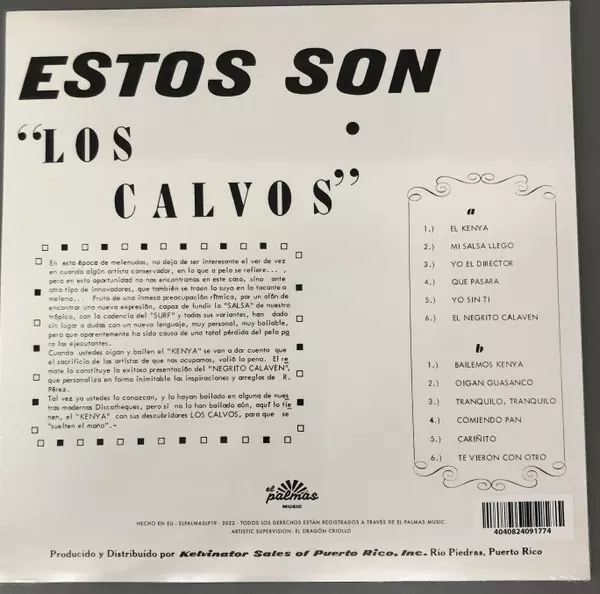 ESTOS SON
“LOS
CALVOS”
En esta época de melenudos, no deja de ser interesante el ver de vez
en cuando algún artista conservador, en lo que a pelo se refiere... ,
pero en esta oportunidad no nos encontramos en este caso, sino ante
otro tipo de innovadores, que también se traen lo suyo en lo tocante a
melena... Fruto de una inmesa preocupación rítmica, por un afán de
encontrar una nueva expresión, capaz de fundir la "SALSA" de nuestro
trópico, con la cadencia del "SURF" y todas sus variantes, han dado
sin lugar a dudas con un nuevo lenguaje, muy personal, muy bailable,
pero que aparentemente ha sido causa de una total pérdida del pelo pa
ra las ejecutantes.
Cuando ustedes oigan y bailen el "KENYA" se van a dar cuenta que
el sacrificio de las artistas de que nos ocupamos, valió la pena. El re
mate lo constituye la exitosa presentación del "NEGRITO CALAVEN",
que personaliza en forma inimitable las inspiraciones y arreglos de R.
Pérez.
Tal vez ya ustedes lo conozcan, y lo hayan bailado en alguna de nues
tras modernas Discotheques, pero si no lo han bailado aún, aquí lo tie
nen, el "KENYA" con sus descubridores LOS CALVOS, para que se
"suelten el moño".-
a
1.) EL KENYA
2.) MI SALSA LLEGO
3.) YO EL DIRECTOR
4.) QUE PASARA
5.) YO SIN TI
6.) EL NEGRITO CALAVEN
b
1.) BAILEMOS KENYA
2.) OIGAN GUASANCO
3.) TRANQUILO, TRANQUILO
4.) COMIENDO PAN
5.) CARIÑITO
6.) TE VIERON CON OTRO
el palmas
MUSIC
HECHO EN EU - ELPALMASLP19 - 2023 - TODOS LOS DERECHOS ESTÁN REGISTRADOS A TRAVÉS DE EL PALMAS MUSIC.
ARTISTIC SUPERVISION: EL DRAGÓN CRIOLLO
4040824091774
Producido y Distribuído por Kelvinator Sales of Puerto Rico, Inc. Río Piedras, Puerto Rico